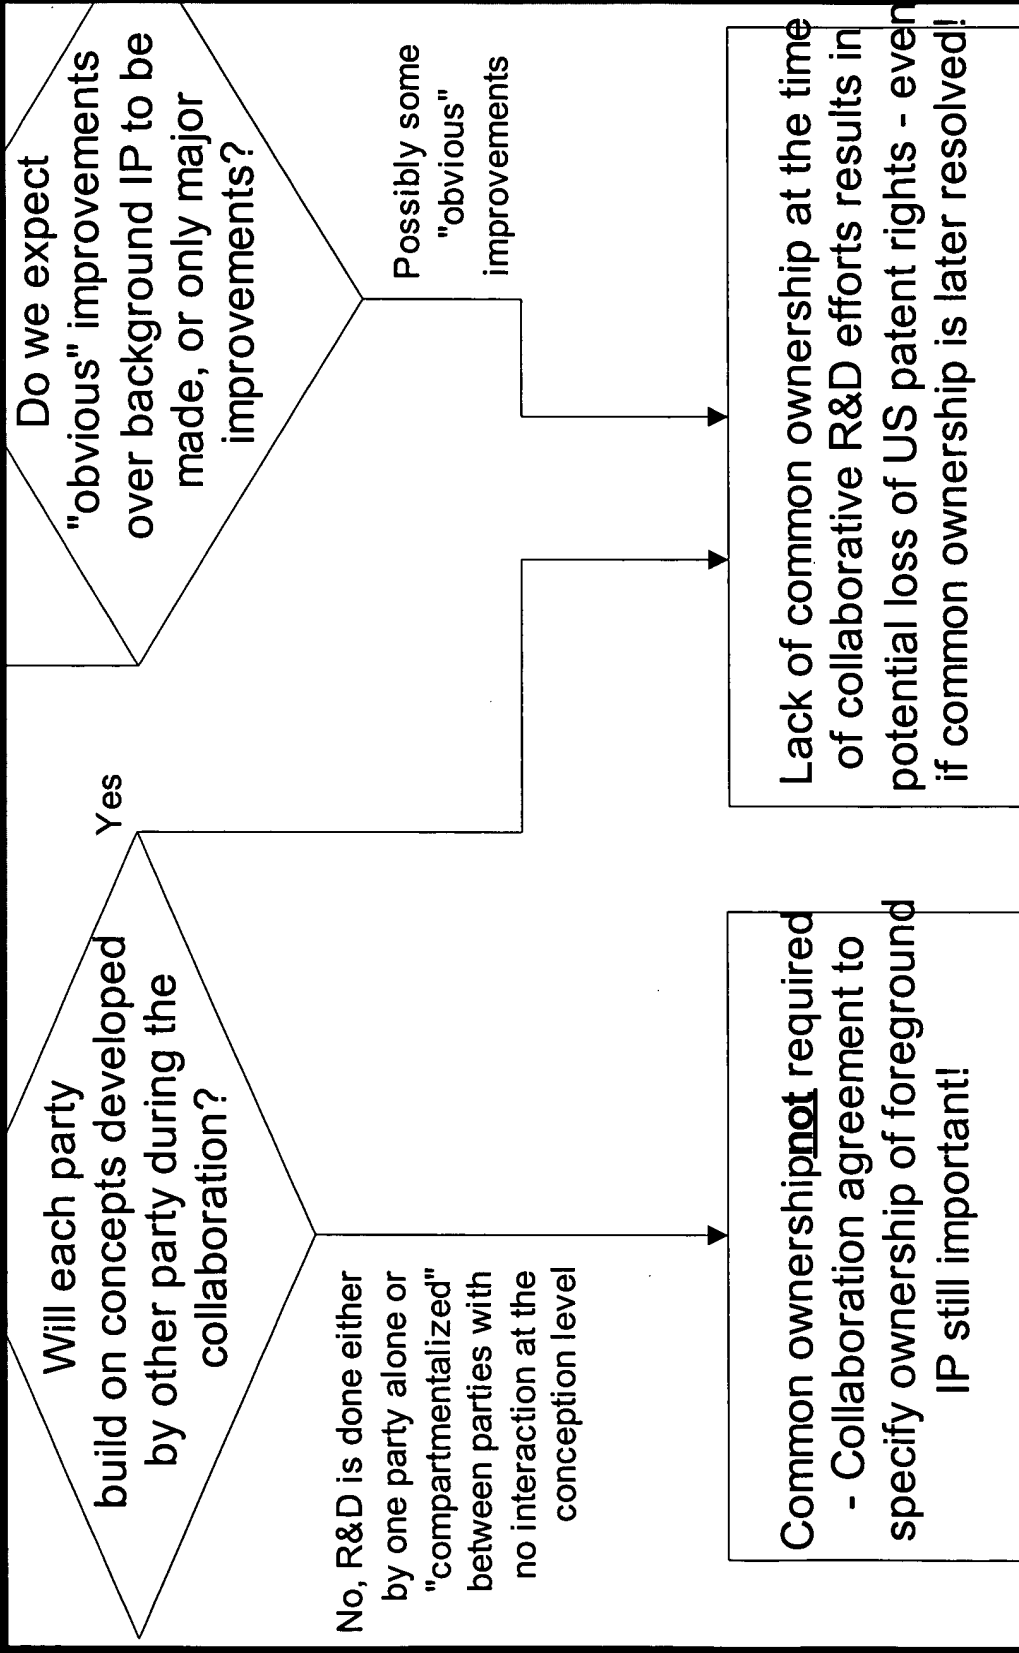 Will each party
build on concepts developed
by other party during the
collaboration?
Yes
No, R&D is done either
by one party alone or
"compartmentalized"
between parties with
no interaction at the
conception level
Common ownershipnot required
- Collaboration agreement to
specify ownership of foreground
IP still important!
Do we expect
"obvious" improvements
over background IP to be
made, or only major
improvements?
Possibly some
"obvious"
improvements
Lack of common ownership at the time
of collaborative R&D efforts results in
potential loss of US patent rights - even
if common ownership is later resolved!